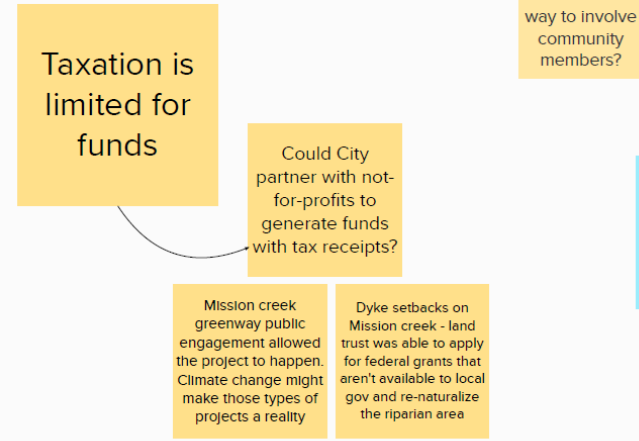 Taxation is
limited for
funds
way to involve
community
members?
Could City
partner with not-
for-profits to
generate funds
with tax receipts?
Mission creek
greenway public
engagement allowed
the project to happen.
Climate change might
make those types of
projects a reality
Dyke setbacks on
Mission creek - land
trust was able to apply
for federal grants that
aren't available to local
gov and re-naturalize
the riparian area